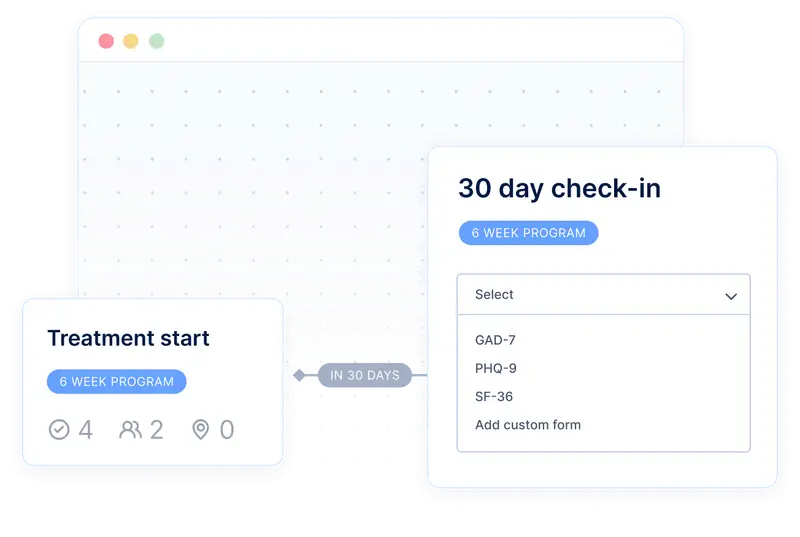 30 day check-in
6 WEEK PROGRAM
Select
GAD-7
PHQ-9
SF-36
Add custom form
Treatment start
6 WEEK PROGRAM
4 2 0
IN 30 DAYS